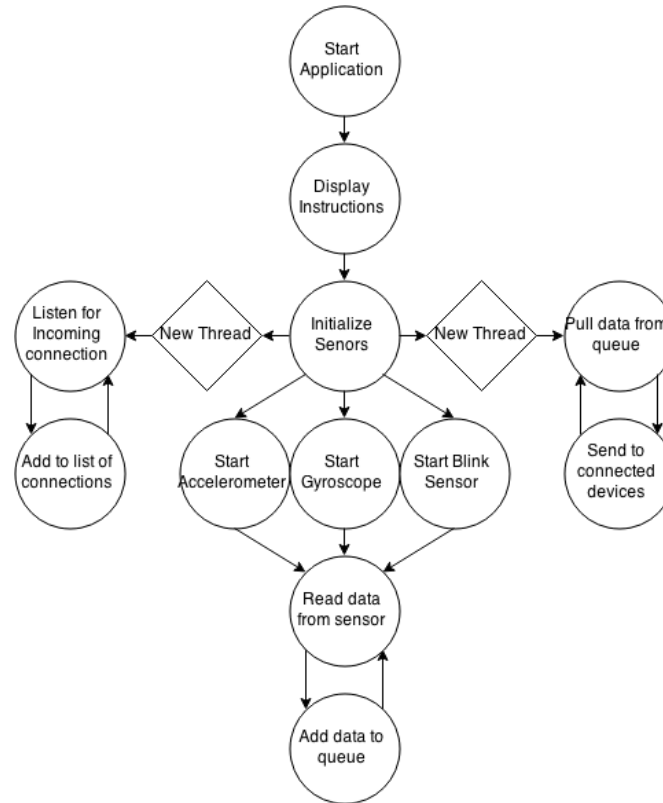 Start
Application
Display
Instructions
Listen for
Incoming
connection
New Thread
Initialize
Senors
New Thread
Pull data from
queue
Add to list of
connections
Start
Accelerometer
Start
Gyroscope
Start Blink
Sensor
Send to
connected
devices
Read data
from sensor
Add data to
queue